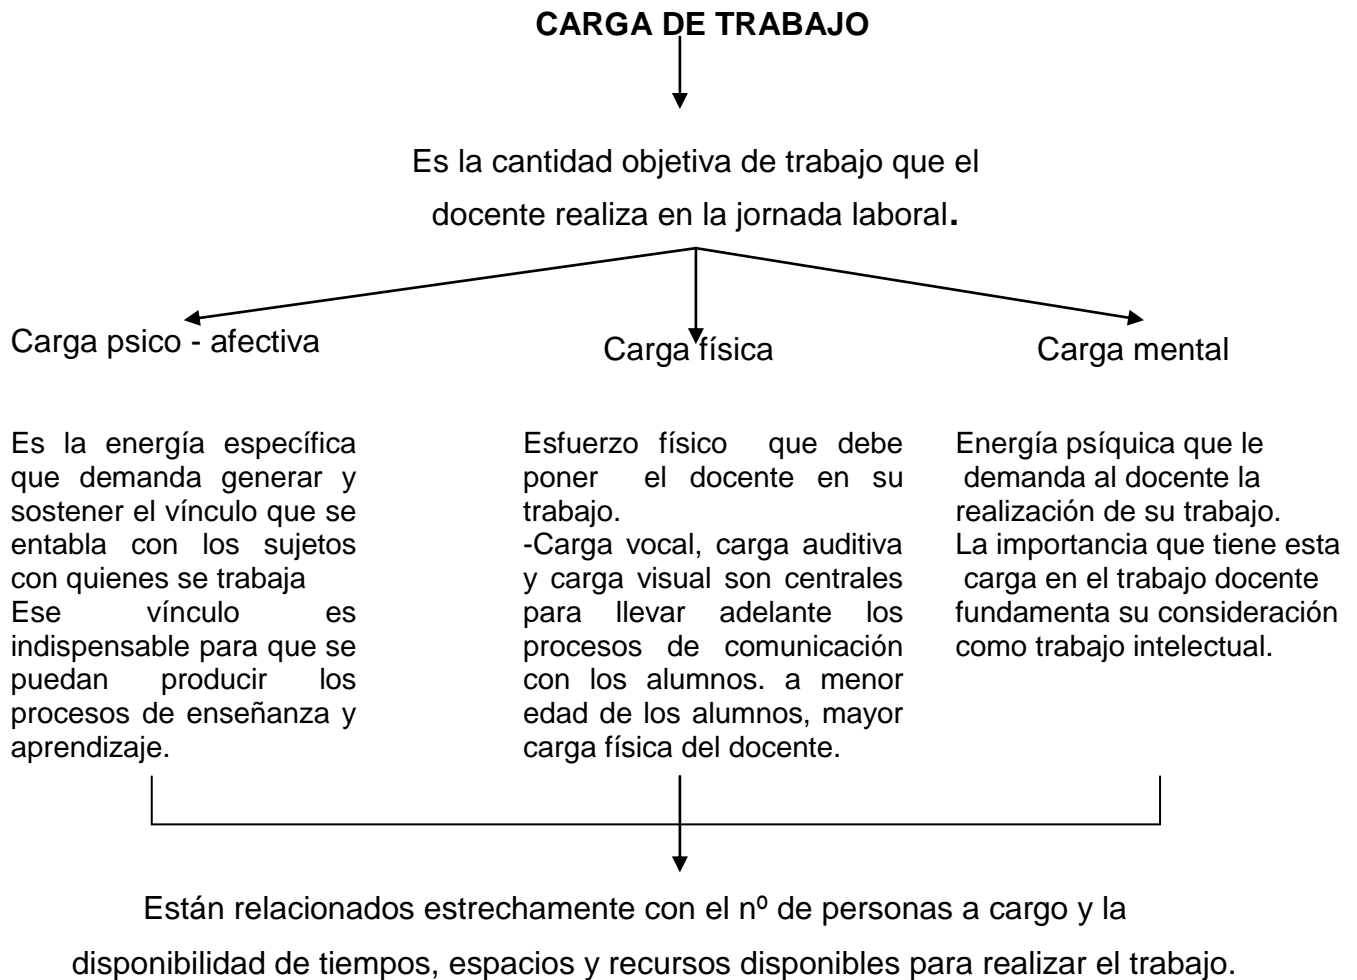 CARGA DE TRABAJO
Es la cantidad objetiva de trabajo que el
docente realiza en la jornada laboral.
Carga psico - afectiva
Es la energía específica
que demanda generar y
sostener el vínculo que se
entabla con los sujetos
con quienes se trabaja
Ese vínculo es
indispensable para que se
puedan producir los
procesos de enseñanza y
aprendizaje.
Carga física
Esfuerzo físico que debe
poner el docente en su
trabajo.
-Carga vocal, carga auditiva
y carga visual son centrales
para llevar adelante los
procesos de comunicación
con los alumnos. a menor
edad de los alumnos, mayor
carga física del docente.
Carga mental
Energía psíquica que le
demanda al docente la
realización de su trabajo.
La importancia que tiene esta
carga en el trabajo docente
fundamenta su consideración
como trabajo intelectual.
Están relacionados estrechamente con el nº de personas a cargo y la
disponibilidad de tiempos, espacios y recursos disponibles para realizar el trabajo.